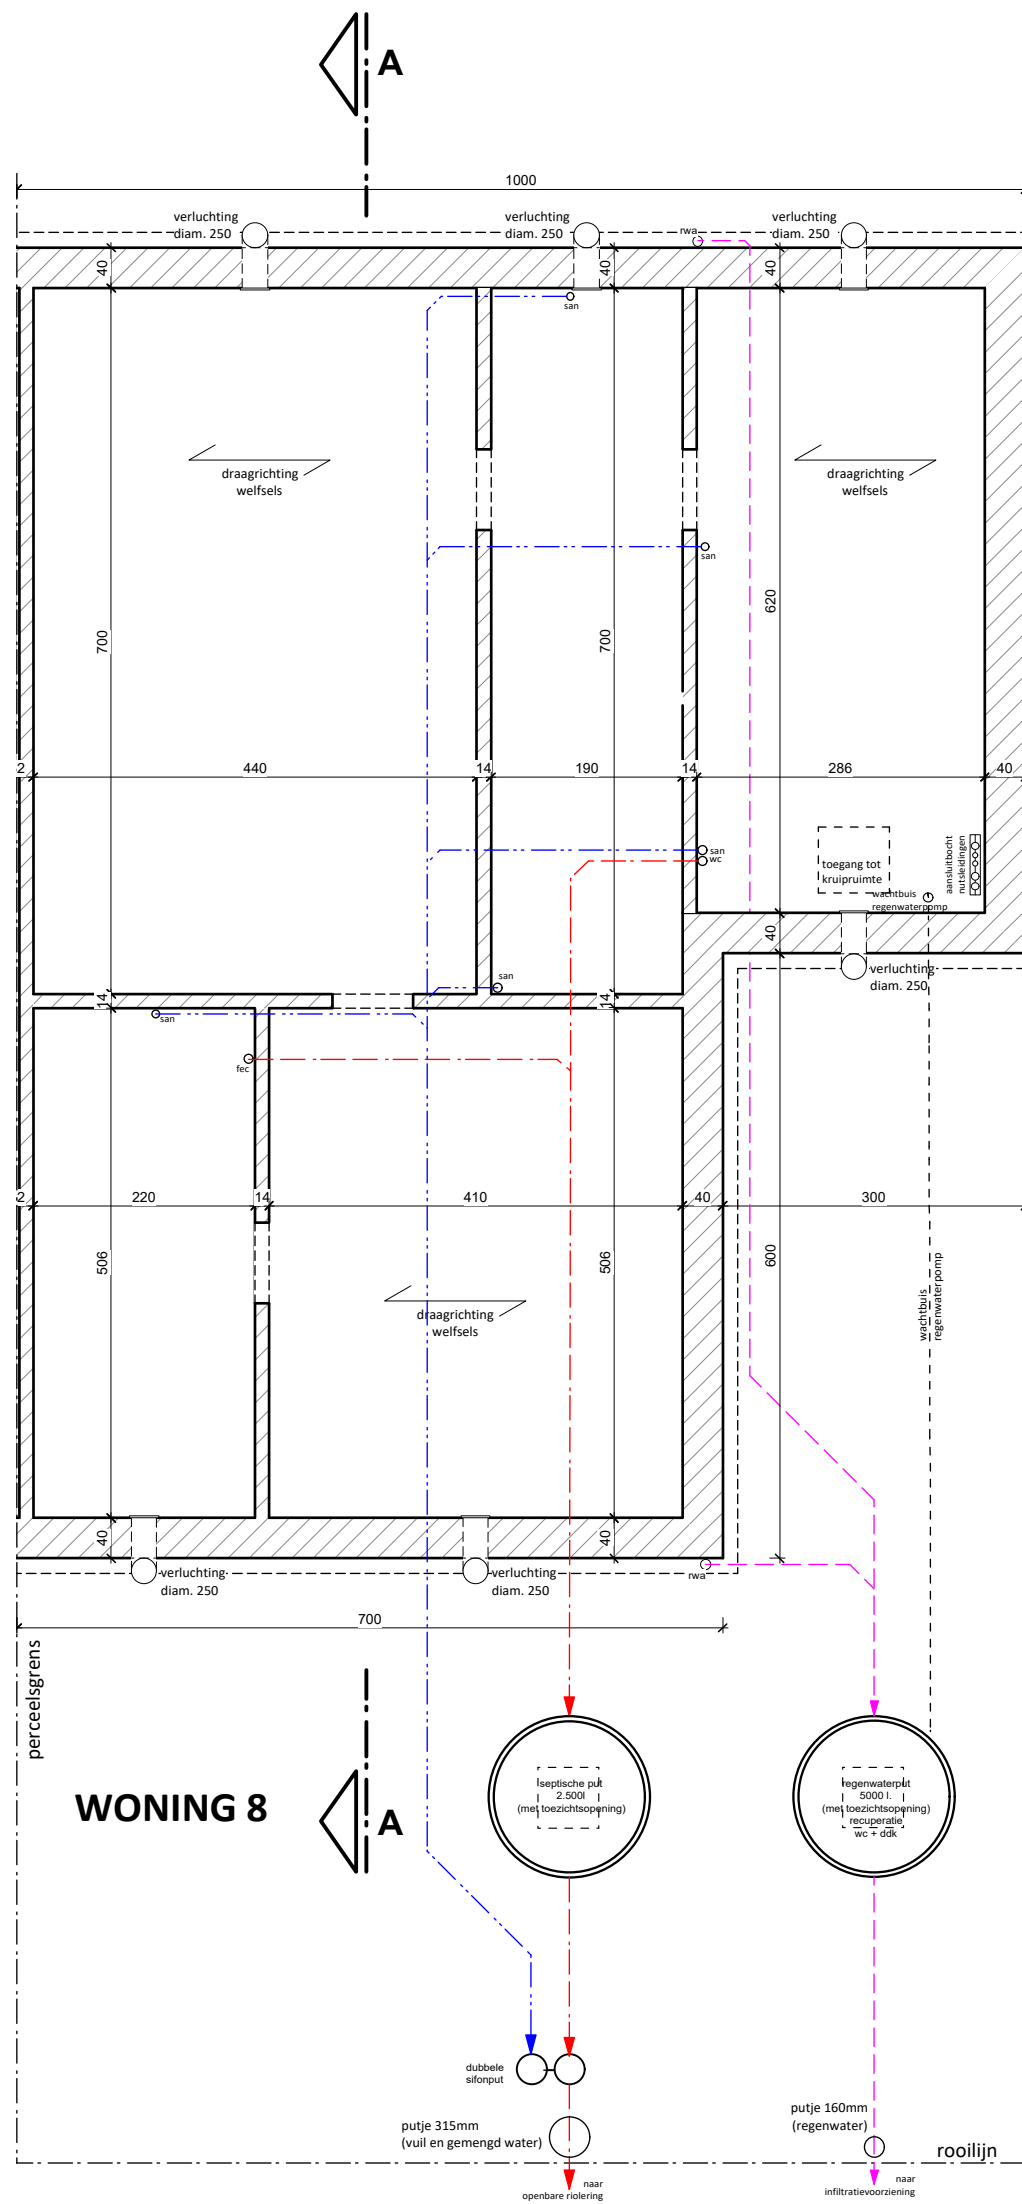 A
1000
verluchting
diam. 250
verluchting
diam. 250
verluchting
diam. 250
rwa
40
40
40
san
draagrichting
welfsels
draagrichting
welfsels
san
620
700
700
2
440
14
190
14
286
40
san
wc
toegang tot
kruipruimte
aansluitbocht
nutsleidingen
wachtbuis
regenwaterpomp
40
verluchting
diam. 250
san
14
14
san
fec
2
220
14
410
40
300
506
506
600
wachtbuis
regenwaterpomp
draagrichting
welfsels
40
40
verluchting
diam. 250
verluchting
diam. 250
rwa
700
perceelsgrens
WONING 8
A
septische put
2.500l
(met toezichtsopening)
regenwaterput
5000 l.
(met toezichtsopening)
recuperatie
wc + ddk
dubbele
sifonput
putje 315mm
(vuil en gemengd water)
putje 160mm
(regenwater)
rooilijn
naar
openbare riolering
naar
infiltratievoorziening